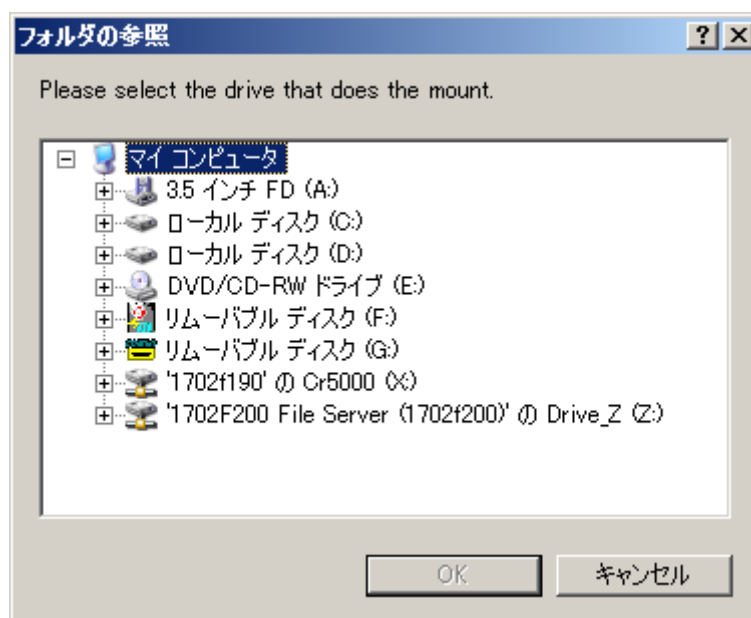 フォルダの参照
Please select the drive that does the mount.
マイ コンピュータ
3.5 インチ FD (A:)
ローカル ディスク (C:)
ローカル ディスク (D:)
DVD/CD-RW ドライブ (E:)
リムーバブル ディスク (F:)
リムーバブル ディスク (G:)
'1702f190' の Cr5000 (X:)
'1702F200 File Server (1702f200)' の Drive_Z (Z:)
OK キャンセル